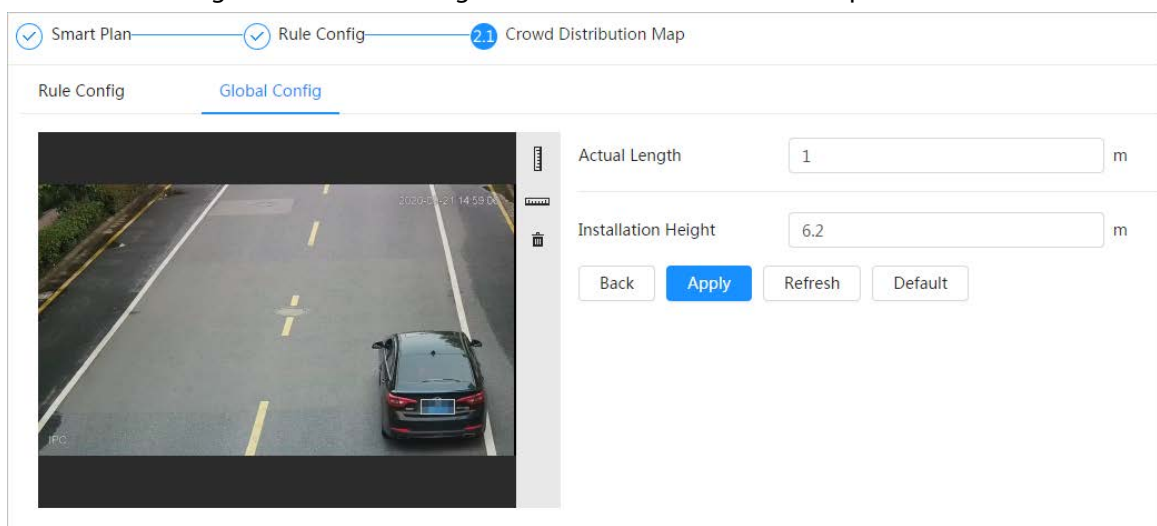 Smart Plan Rule Config 2.1 Crowd Distribution Map
Rule Config Global Config
Actual Length 1 m
Installation Height 6.2 m
Back Apply Refresh Default
IPC